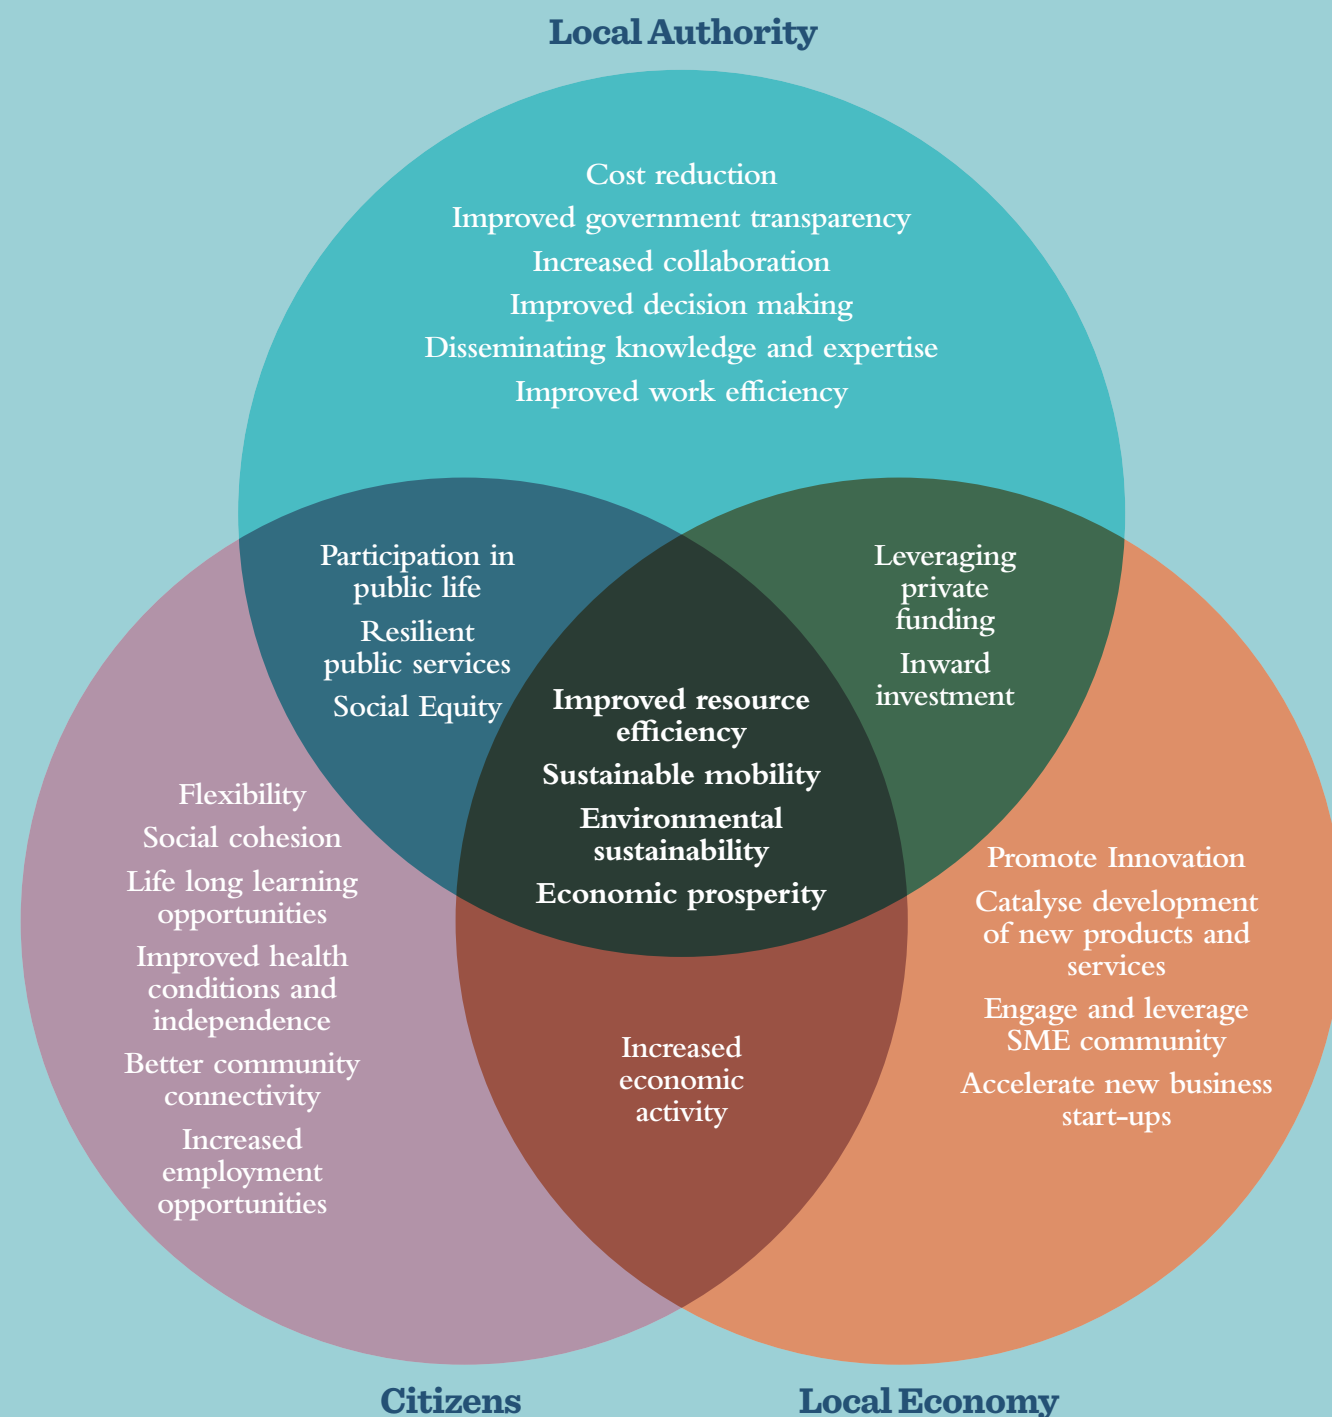 Local Authority
Cost reduction
Improved government transparency
Increased collaboration
Improved decision making
Disseminating knowledge and expertise
Improved work efficiency
Participation in
public life
Resilient
public services
Social Equity
Leveraging
private
funding
Inward
investment
Improved resource
efficiency
Sustainable mobility
Environmental
sustainability
Economic prosperity
Flexibility
Social cohesion
Life long learning
opportunities
Improved health
conditions and
independence
Better community
connectivity
Increased
employment
opportunities
Increased
economic
activity
Promote Innovation
Catalyse development
of new products and
services
Engage and leverage
SME community
Accelerate new business
start-ups
Citizens
Local Economy